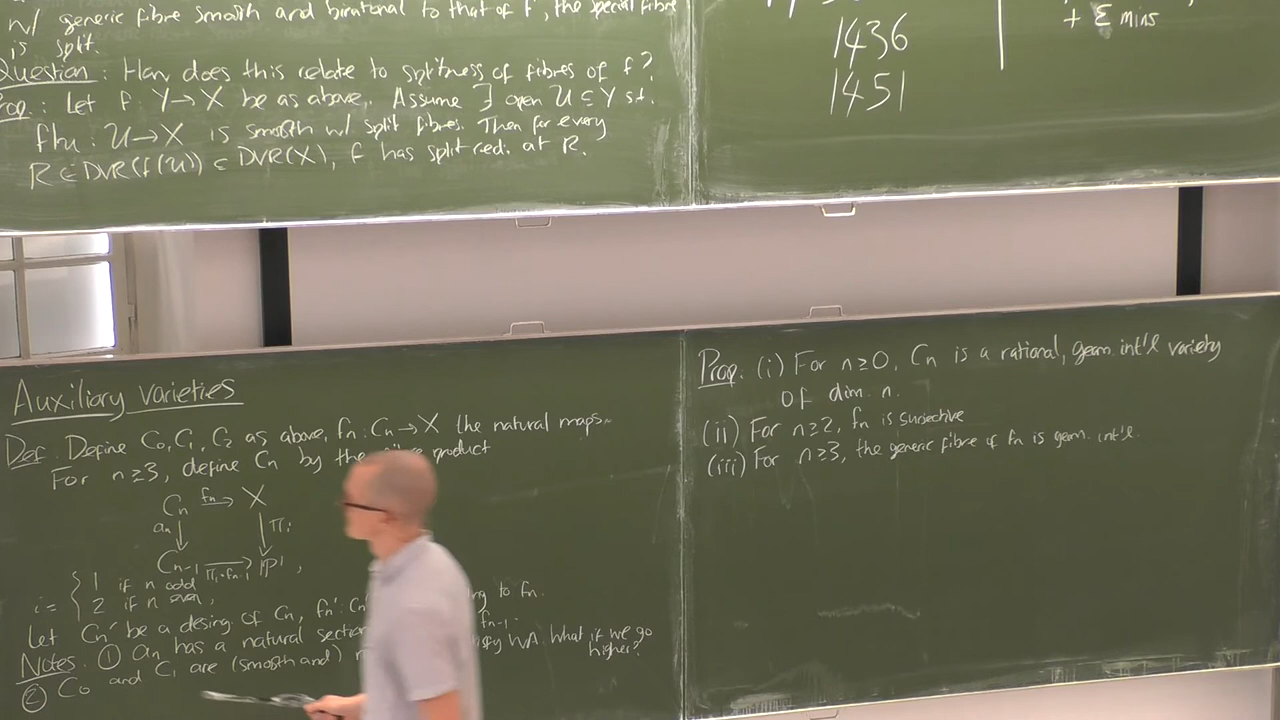 w/ generic fibre smooth and birational to that of f, the special fibre
is split.
Question: How does this relate to splitness of fibres of f?
Prop.: Let f: Y→X be as above. Assume ∃ open U ⊆ Y s.t.
f|u: U→X is smooth w/ split fibres. Then for every
R ∈ DVR(f(U)) ⊆ DVR(X), f has split red. at R.
1436
1451
+ Σ mins
Auxiliary varieties
Def. Define C₀, C₁, C₂ as above, fn: Cn→X the natural maps.
For n≥3, define Cn by the product
Cn fn→ X
an↓ ↓πi
Cn-1 πi∘fn-1→ P¹,
i = { 1 if n odd
2 if n even,
Let Cn' be a desing. of Cn, fn': to fn.
Notes. ① an has a natural section fn-1.
② C₀ and C₁ are (smooth and) WA. What if we go
higher?
Prop. (i) For n≥0, Cn is a rational, geom. int'l variety
of dim. n.
(ii) For n≥2, fn is surjective
(iii) For n≥3, the generic fibre of fn is geom. int'l.